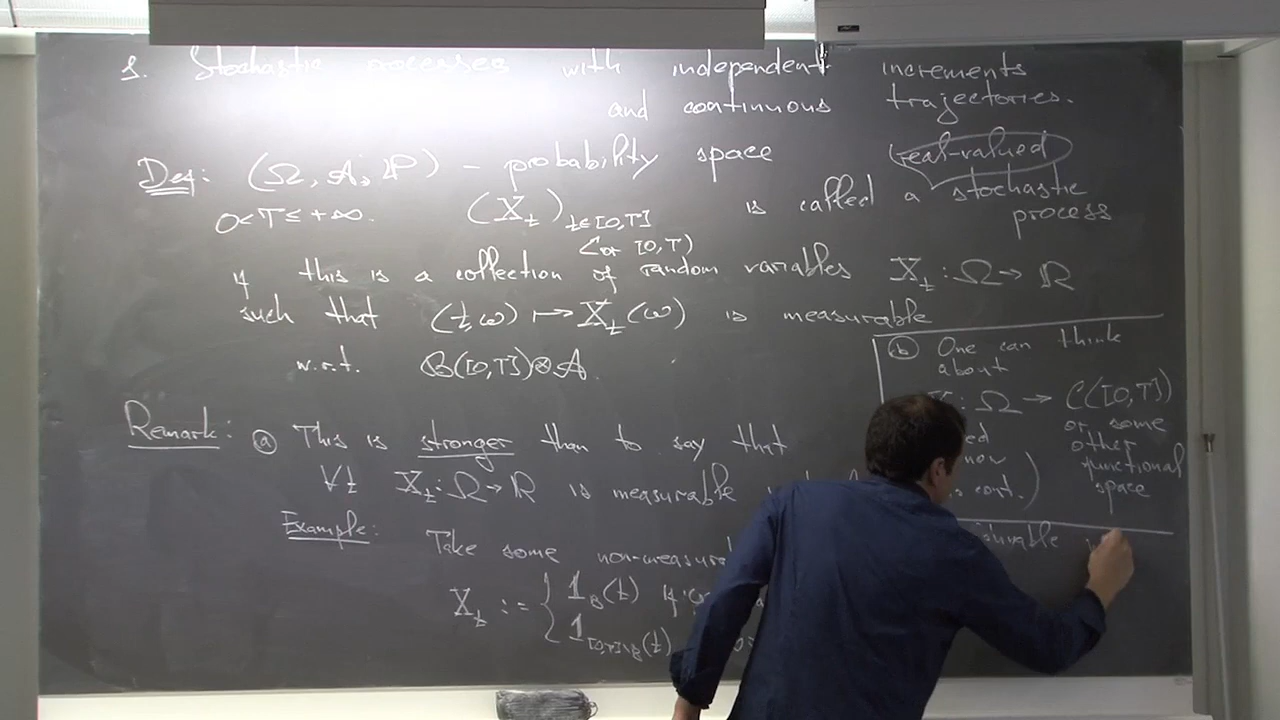 1. Stochastic processes with independent increments
and continuous trajectories.
Def: (Ω, A, ℙ) – probability space
(real-valued)
0<T≤+∞. (X_t)_{t∈[0,T]} is called a stochastic process
(or [0,T)
if this is a collection of random variables X_t : Ω → ℝ
such that (t,ω) ↦ X_t(ω) is measurable
w.r.t. B([0,T])⊗A.
Remark: (a) This is stronger than to say that
∀t X_t : Ω → ℝ is measurable
Example: Take some
X_t := { 1_B(t) if
1_{[0,T]\B}(t)
(b) One can think
about
: Ω → C([0,T])
or some
other
functional
space
cont.)